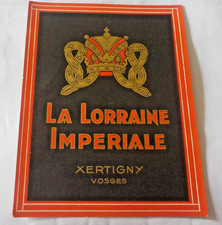 LA LORRAINE
IMPERIALE
XERTIGNY
VOSGES